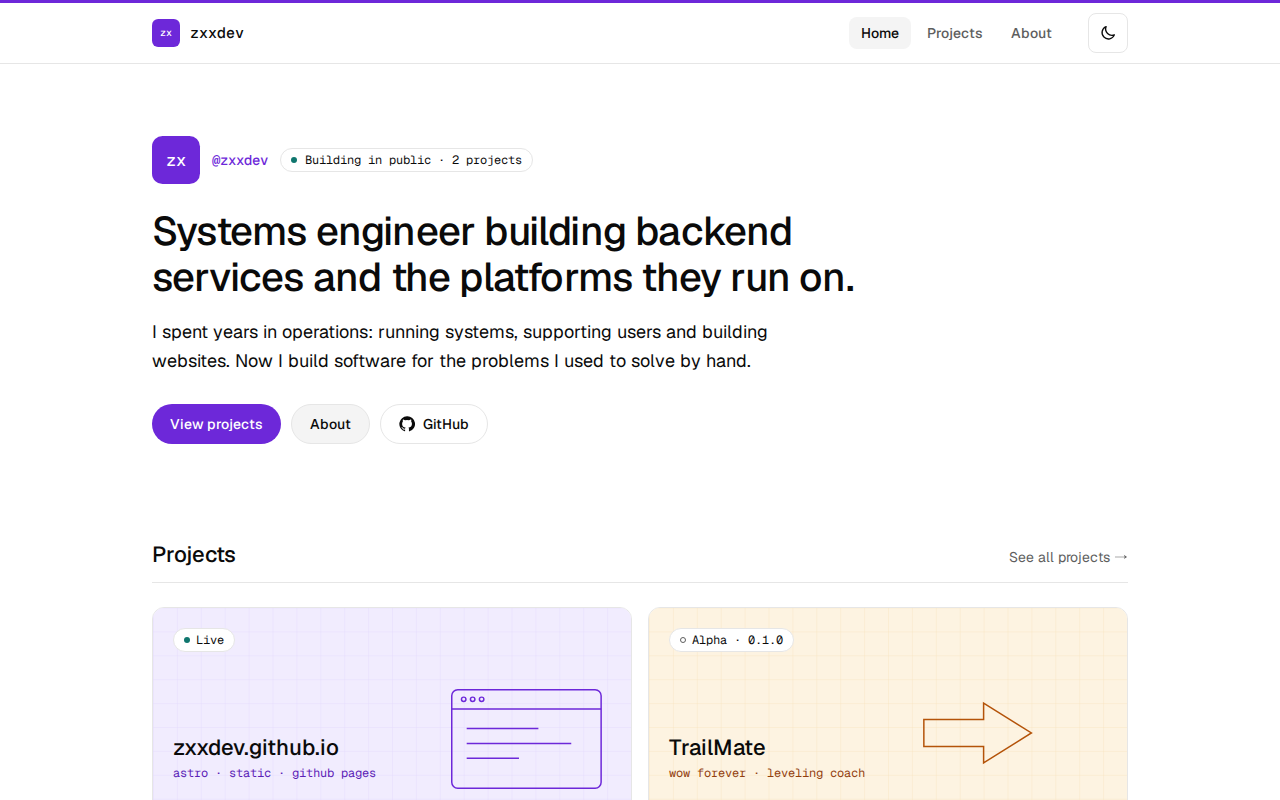 zx zxxdev Home Projects About
zx @zxxdev Building in public · 2 projects
Systems engineer building backend
services and the platforms they run on.
I spent years in operations: running systems, supporting users and building
websites. Now I build software for the problems I used to solve by hand.
View projects About GitHub
Projects See all projects →
Live
zxxdev.github.io
astro · static · github pages
Alpha · 0.1.0
TrailMate
wow forever · leveling coach